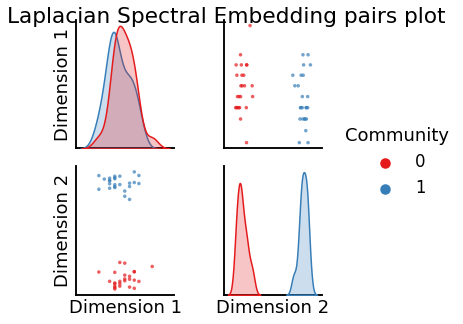 Laplacian Spectral Embedding pairs plot
Dimension 1
Community
0
1
Dimension 2
Dimension 1
Dimension 2